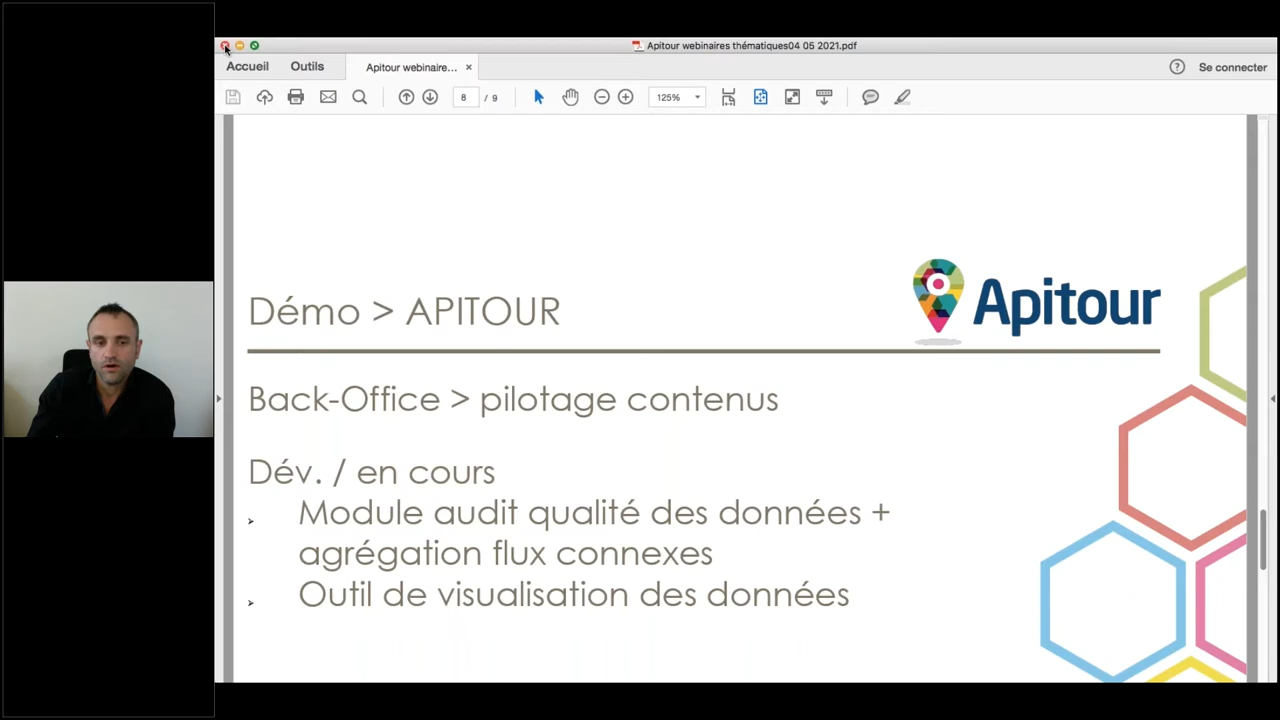 Apitour webinaires thématiques04 05 2021.pdf
Accueil
Outils
Apitour webinaire...
Se connecter
8 / 9
125%
Apitour
Démo > APITOUR
Back-Office > pilotage contenus
Dév. / en cours
Module audit qualité des données +
agrégation flux connexes
Outil de visualisation des données